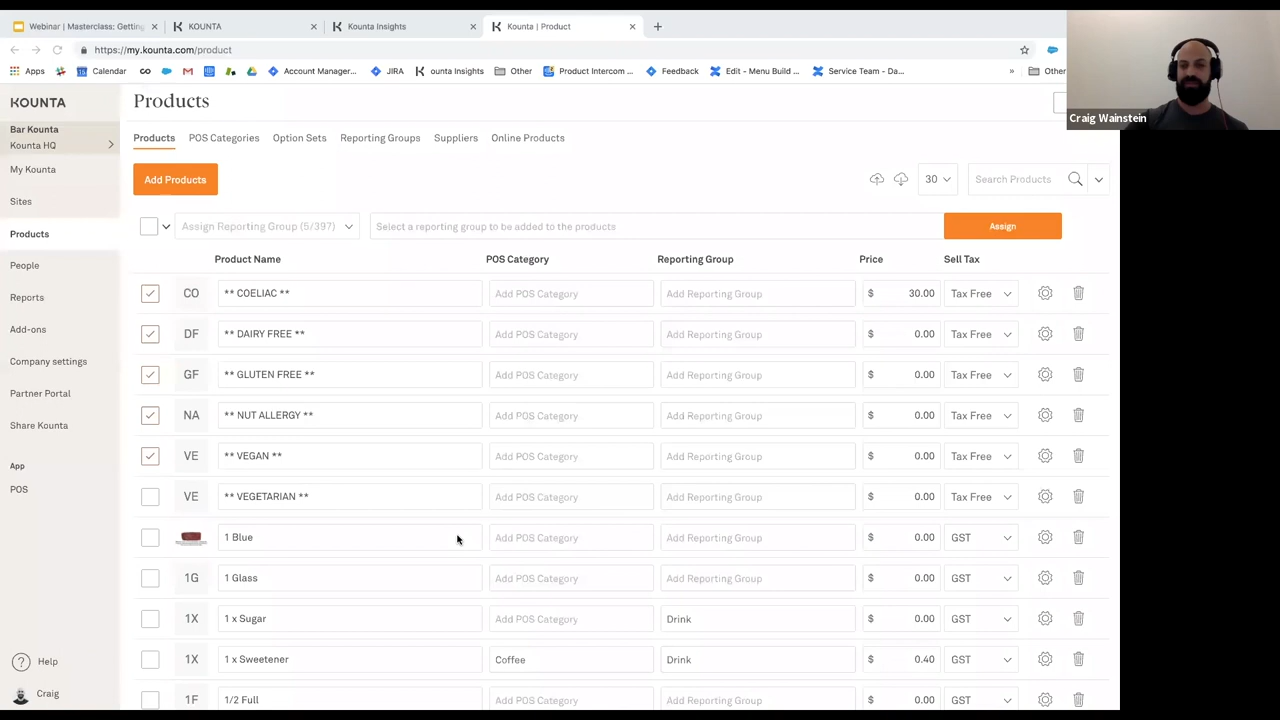 Webinar | Masterclass: Getting
KOUNTA
Kounta Insights
Kounta | Product
https://my.kounta.com/product
Apps
Calendar
Account Manager...
JIRA
ounta Insights
Other
Product Intercom ...
Feedback
Edit - Menu Build ...
Service Team - Da...
»
Other
Craig Wainstein
KOUNTA
Bar Kounta
Kounta HQ
My Kounta
Sites
Products
People
Reports
Add-ons
Company settings
Partner Portal
Share Kounta
App
POS
Help
Craig
Products
Products POS Categories Option Sets Reporting Groups Suppliers Online Products
Add Products
30
Search Products
Assign Reporting Group (5/397)
Select a reporting group to be added to the products
Assign
Product Name POS Category Reporting Group Price Sell Tax
CO ** COELIAC ** Add POS Category Add Reporting Group $ 30.00 Tax Free
DF ** DAIRY FREE ** Add POS Category Add Reporting Group $ 0.00 Tax Free
GF ** GLUTEN FREE ** Add POS Category Add Reporting Group $ 0.00 Tax Free
NA ** NUT ALLERGY ** Add POS Category Add Reporting Group $ 0.00 Tax Free
VE ** VEGAN ** Add POS Category Add Reporting Group $ 0.00 Tax Free
VE ** VEGETARIAN ** Add POS Category Add Reporting Group $ 0.00 Tax Free
1 Blue Add POS Category Add Reporting Group $ 0.00 GST
1G 1 Glass Add POS Category Add Reporting Group $ 0.00 GST
1X 1 x Sugar Add POS Category Drink $ 0.00 GST
1X 1 x Sweetener Coffee Drink $ 0.40 GST
1F 1/2 Full Add POS Category Add Reporting Group $ 0.00 GST